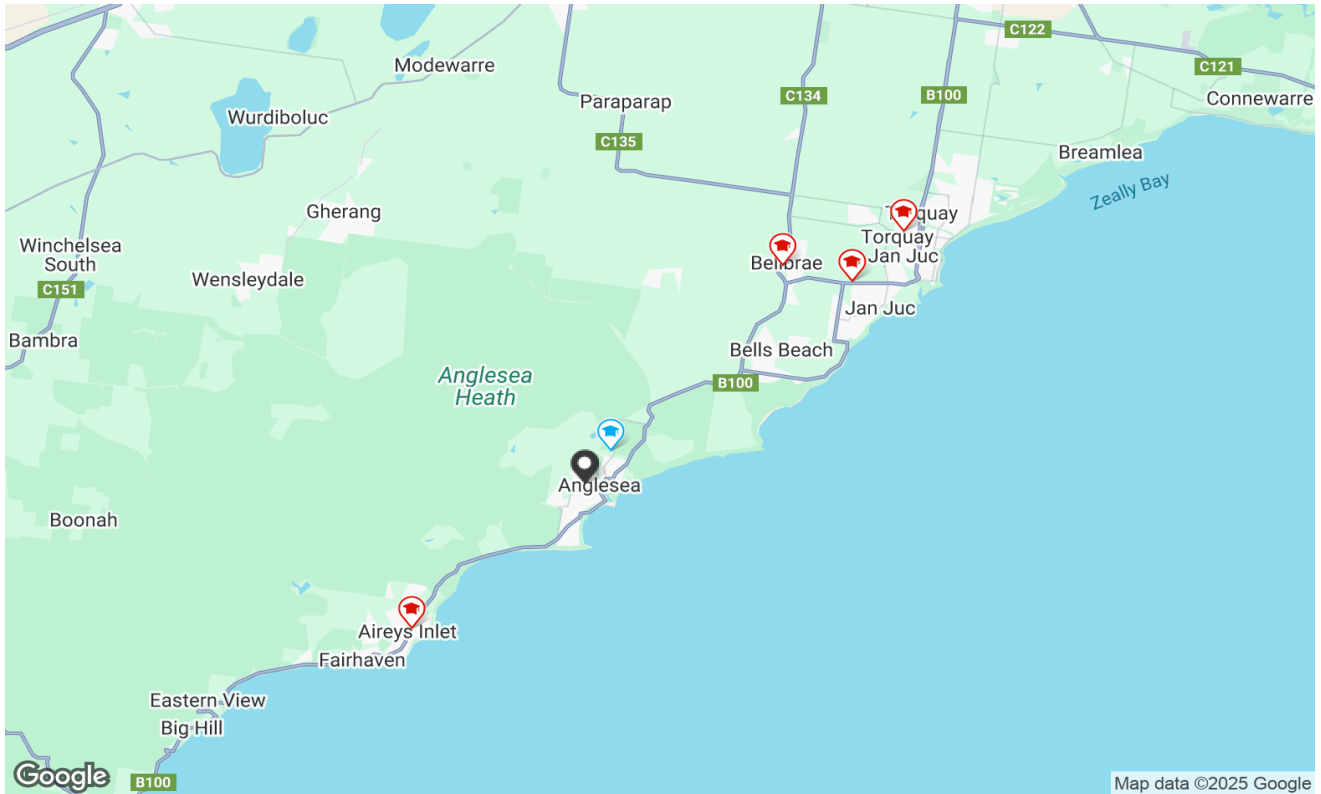 C122
Modewarre
C121
Paraparap
C134
B100
Connewarre
Wurdiboluc
C135
Breamlea
Zeally Bay
Gherang
Torquay
Winchelsea
South
Torquay
Jan Juc
Bellbrae
Wensleydale
C151
Jan Juc
Bambra
Bells Beach
Anglesea
Heath
B100
Anglesea
Boonah
Aireys Inlet
Fairhaven
Eastern View
Big Hill
Google
B100
Map data ©2025 Google